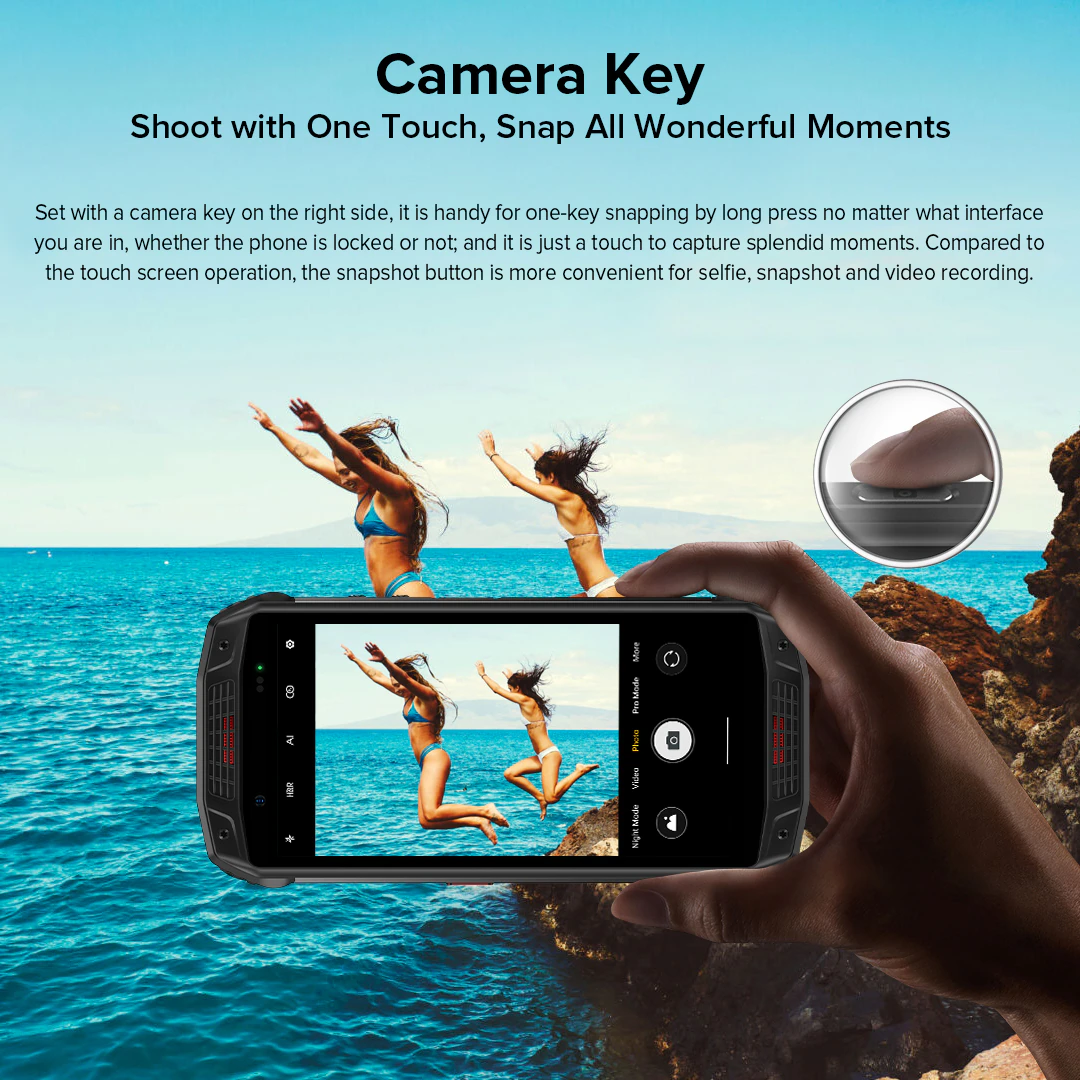 Camera Key
Shoot with One Touch, Snap All Wonderful Moments
Set with a camera key on the right side, it is handy for one-key snapping by long press no matter what interface
you are in, whether the phone is locked or not; and it is just a touch to capture splendid moments. Compared to
the touch screen operation, the snapshot button is more convenient for selfie, snapshot and video recording.
AI
HDR
More
Pro Mode
Photo
Video
Night Mode